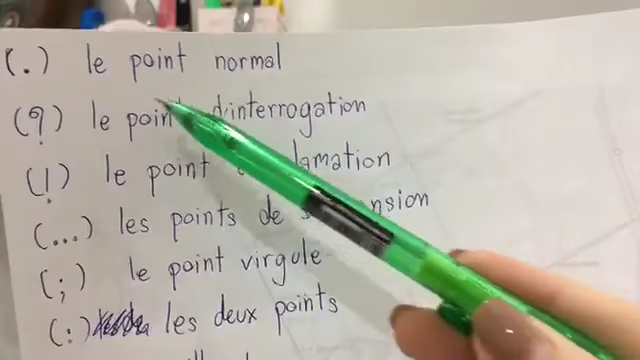 (.) le point normal
(?) le point d'interrogation
(!) le point
(...) les points de
(;) le point virgule
(:) les deux points